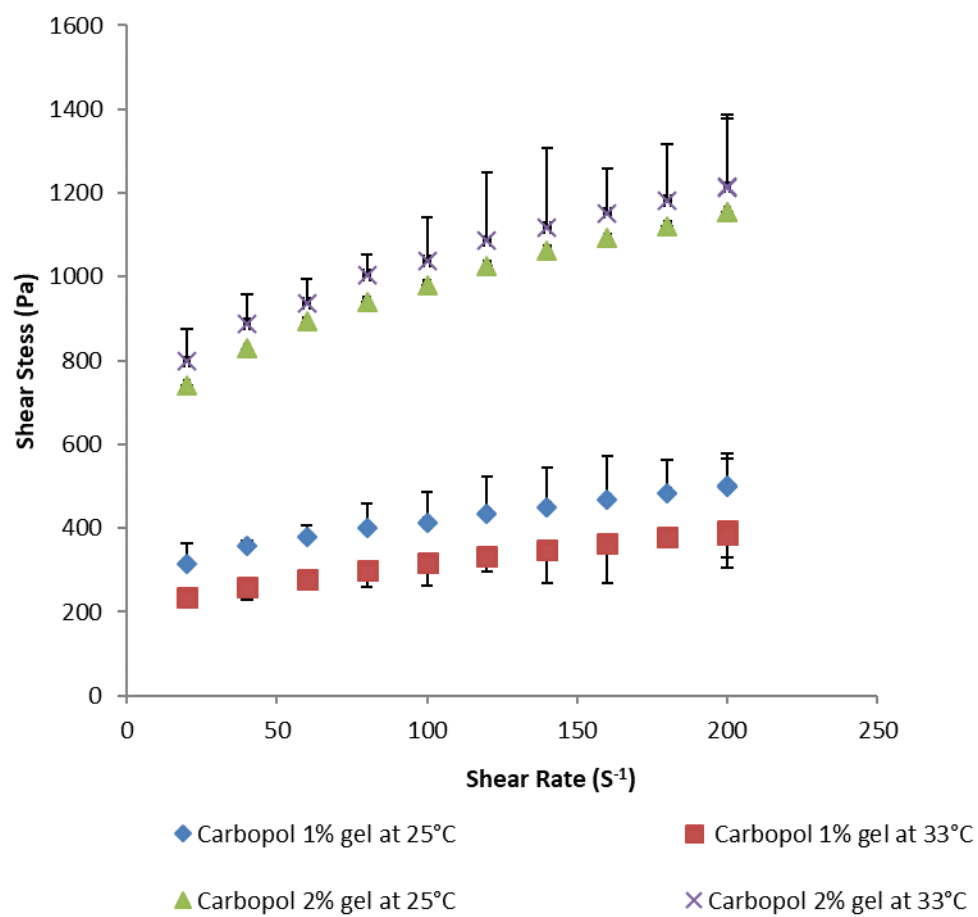 1600
1400
1200
1000
800
600
400
200
0
Shear Stess (Pa)
0 50 100 150 200 250
Shear Rate (S⁻¹)
Carbopol 1% gel at 25°C Carbopol 1% gel at 33°C
Carbopol 2% gel at 25°C Carbopol 2% gel at 33°C